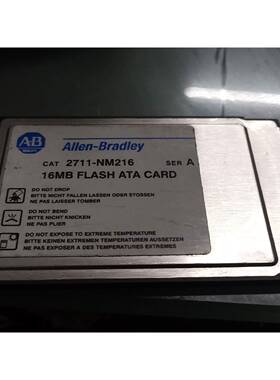 AB
Allen-Bradley
CAT 2711-NM216 SER A
16MB FLASH ATA CARD
DO NOT DROP
BITTE NICHT FALLEN LASSEN ODER STOSSEN
NE PAS LAISSER TOMBER
DO NOT BEND
BITTE NICHT KNICKEN
NE PAS PLIER
DO NOT EXPOSE TO EXTREME TEMPERATURE
BITTE KEINEN EXTREMEN TEMPERATUREN AUSSETZEN
NE PAS EXPOSER A DES TEMPERATURES EXTREMES